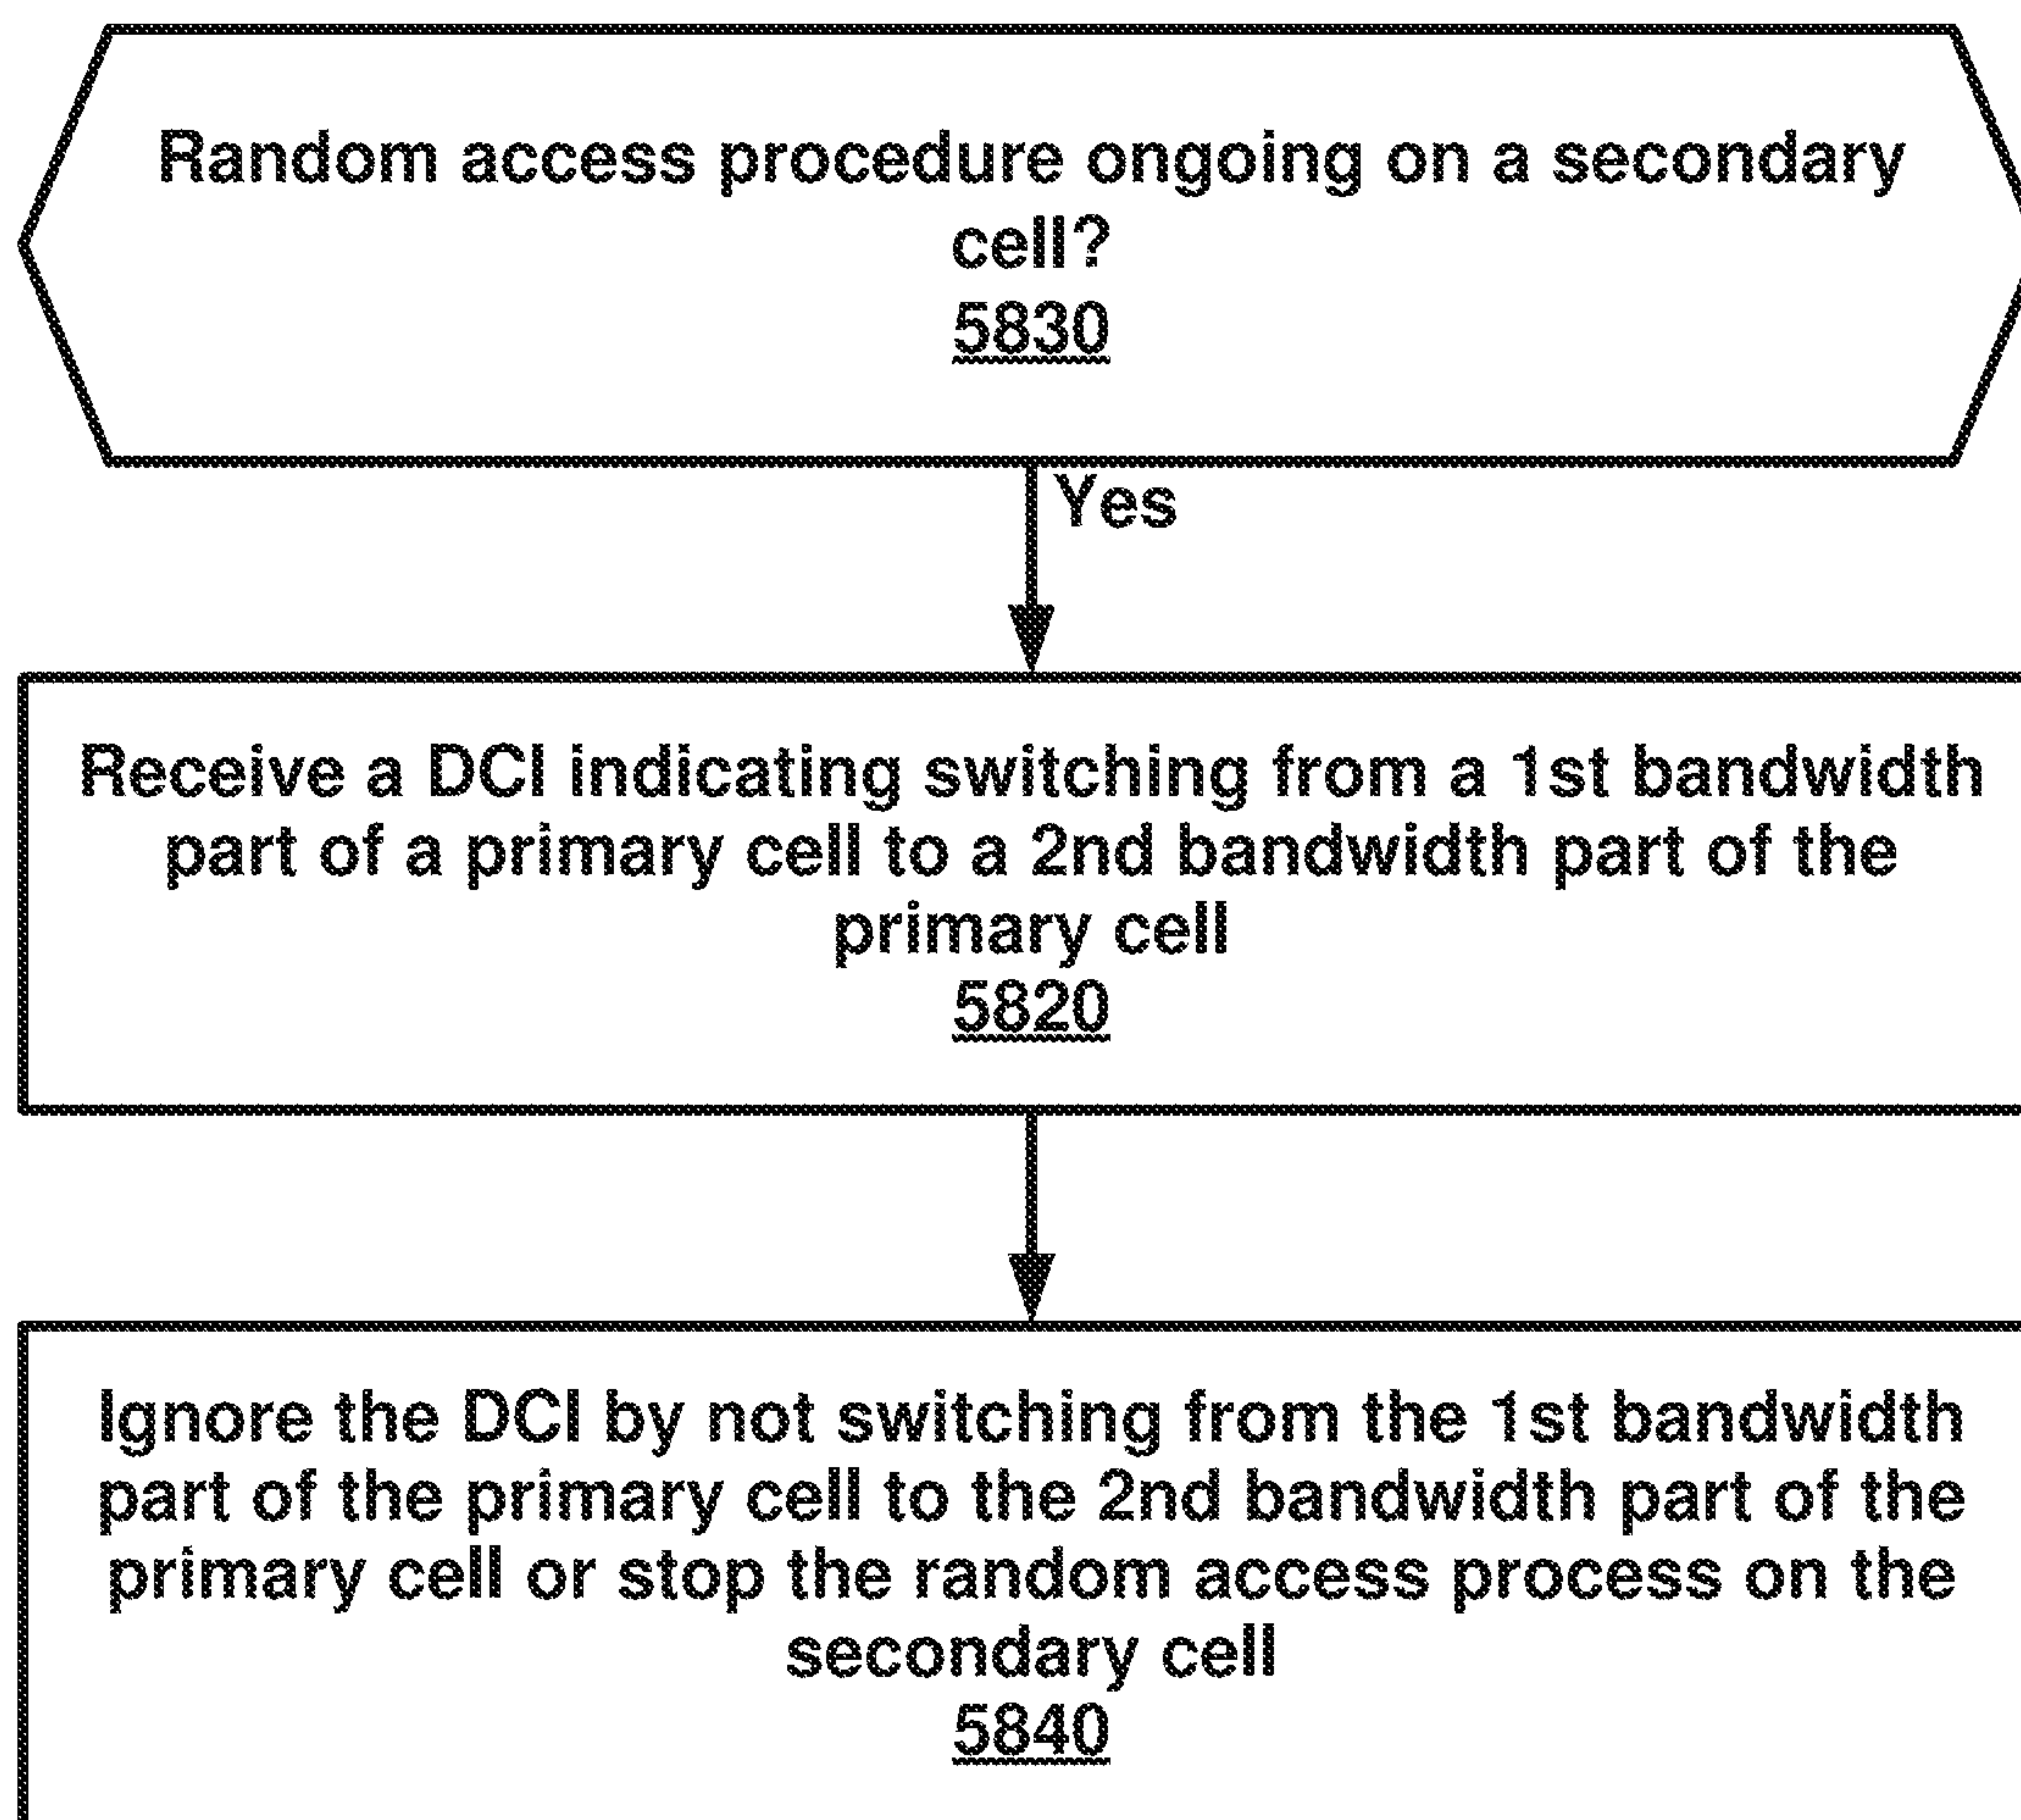 Random access procedure ongoing on a secondary
cell?
5830
Yes
Receive a DCI indicating switching from a 1st bandwidth
part of a primary cell to a 2nd bandwidth part of the
primary cell
5820
Ignore the DCI by not switching from the 1st bandwidth
part of the primary cell to the 2nd bandwidth part of the
primary cell or stop the random access process on the
secondary cell
5840